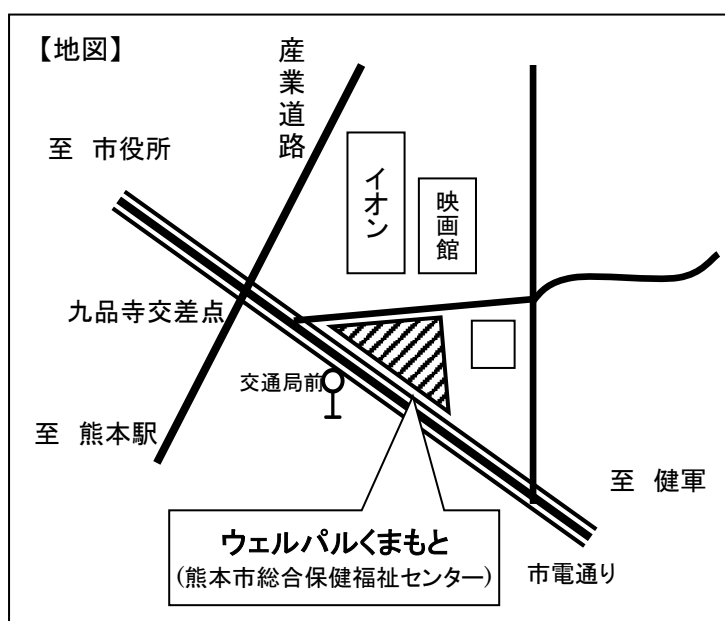 【地図】
産業道路
至 市役所
イオン
映画館
九品寺交差点
交通局前
至 熊本駅
至 健軍
ウェルパルくまもと
(熊本市総合保健福祉センター)
市電通り